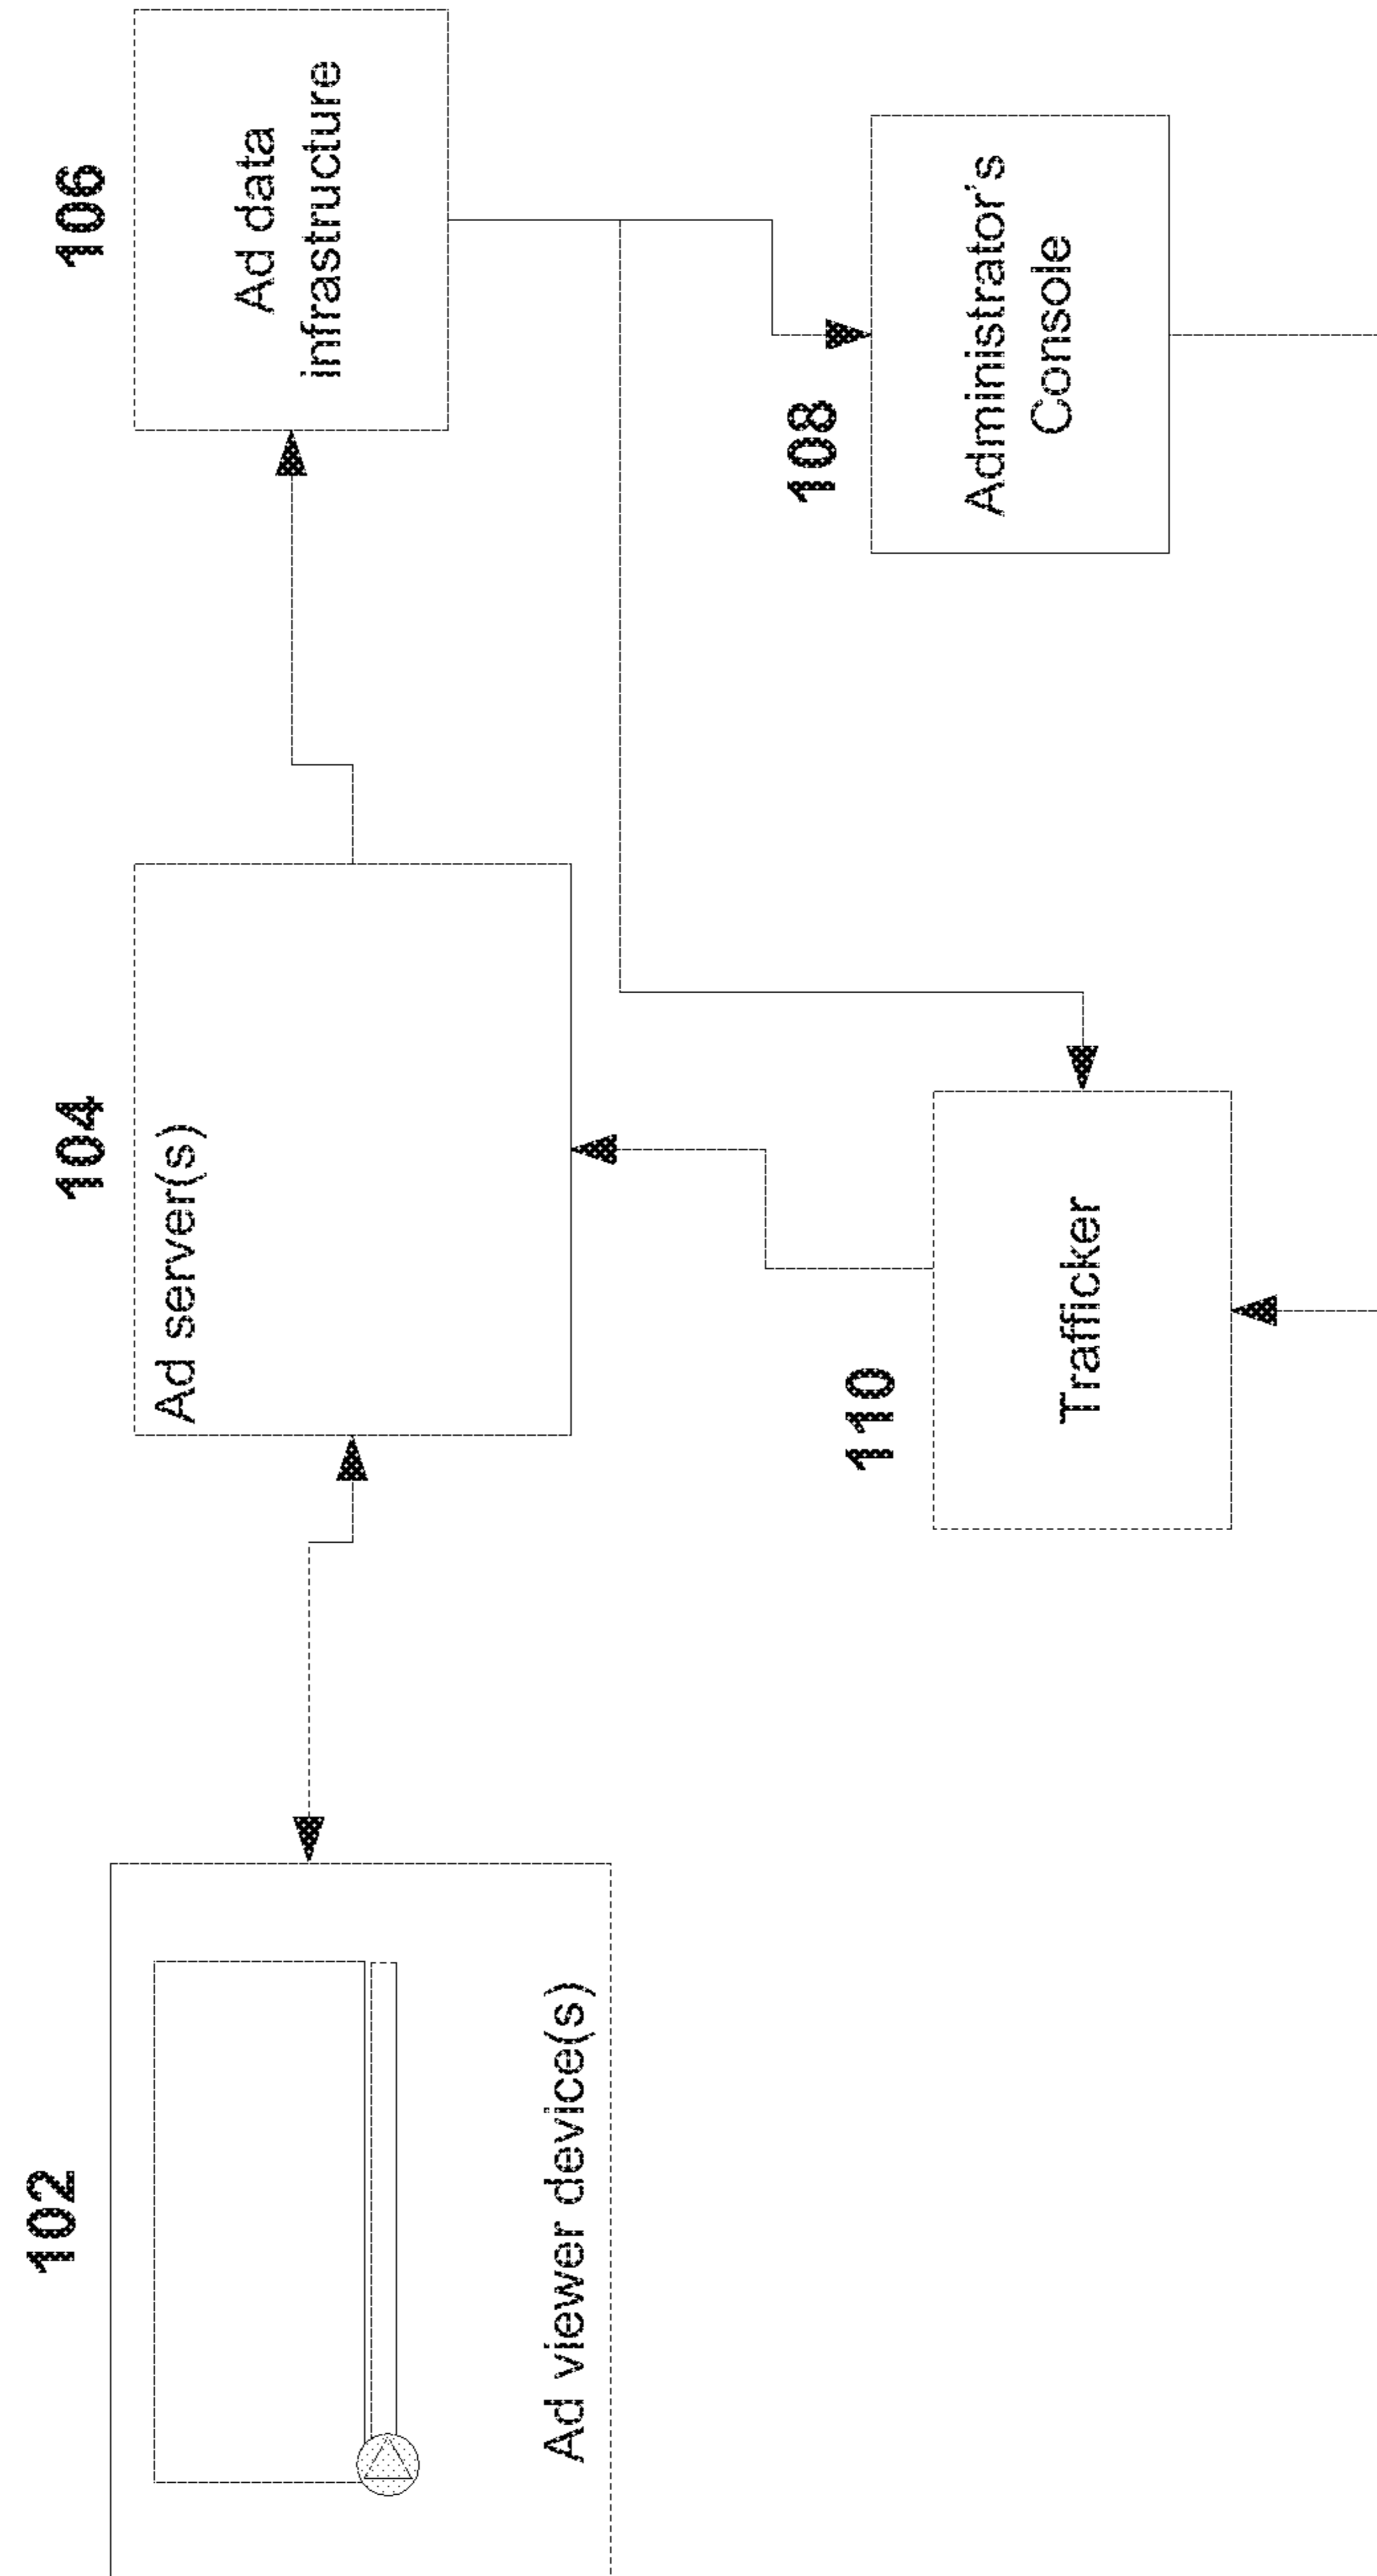 102
Ad viewer device(s)
104
Ad server(s)
106
Ad data
infrastructure
110
Trafficker
108
Administrator's
Console